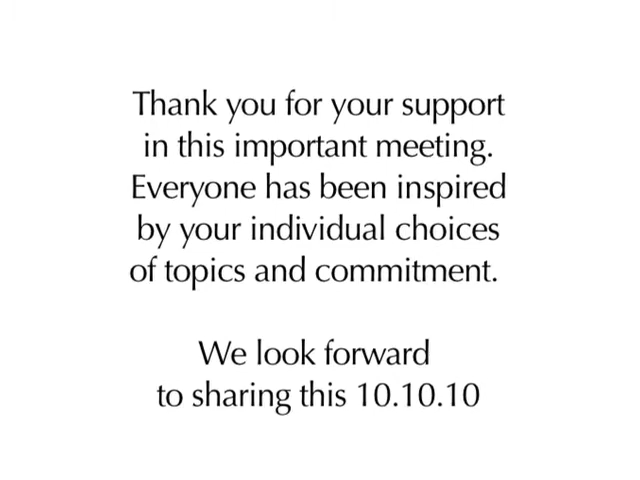 Thank you for your support
in this important meeting.
Everyone has been inspired
by your individual choices
of topics and commitment.
We look forward
to sharing this 10.10.10